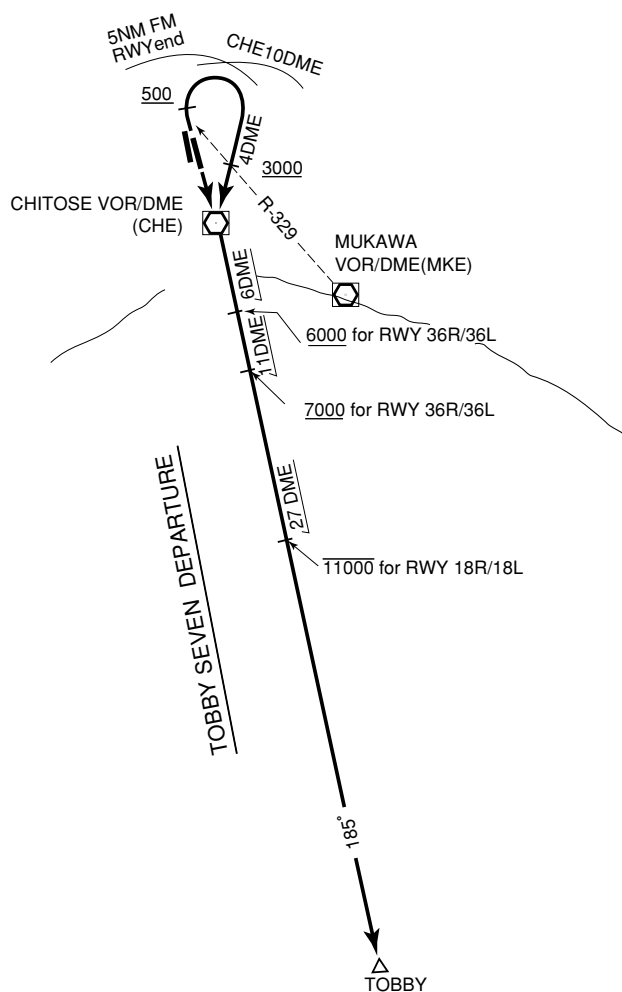 5NM FM
RWYend
CHE10DME
500
4DME
3000
CHITOSE VOR/DME
(CHE)
R-329
MUKAWA
VOR/DME(MKE)
6DME
6000 for RWY 36R/36L
11DME
7000 for RWY 36R/36L
27 DME
11000 for RWY 18R/18L
TOBBY SEVEN DEPARTURE
185°
TOBBY